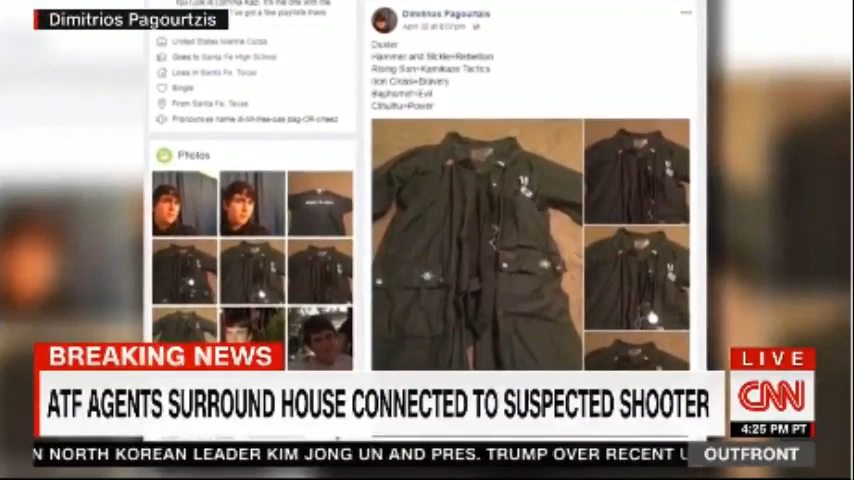 Dimitrios Pagourtzis
United States Marine Corps
Goes to Santa Fe High School
Lives in Santa Fe, Texas
Single
From Santa Fe, Texas
Photos
Dimitrios Pagourtzis
Duster
Hammer and Sickle=Rebellion
Rising Sun=Kamikaze Tactics
Iron Cross=Bravery
Baphomet=Evil
Cthulhu=Power
BREAKING NEWS
ATF AGENTS SURROUND HOUSE CONNECTED TO SUSPECTED SHOOTER
LIVE
CNN
4:25 PM PT
N NORTH KOREAN LEADER KIM JONG UN AND PRES. TRUMP OVER RECENT U
OUTFRONT